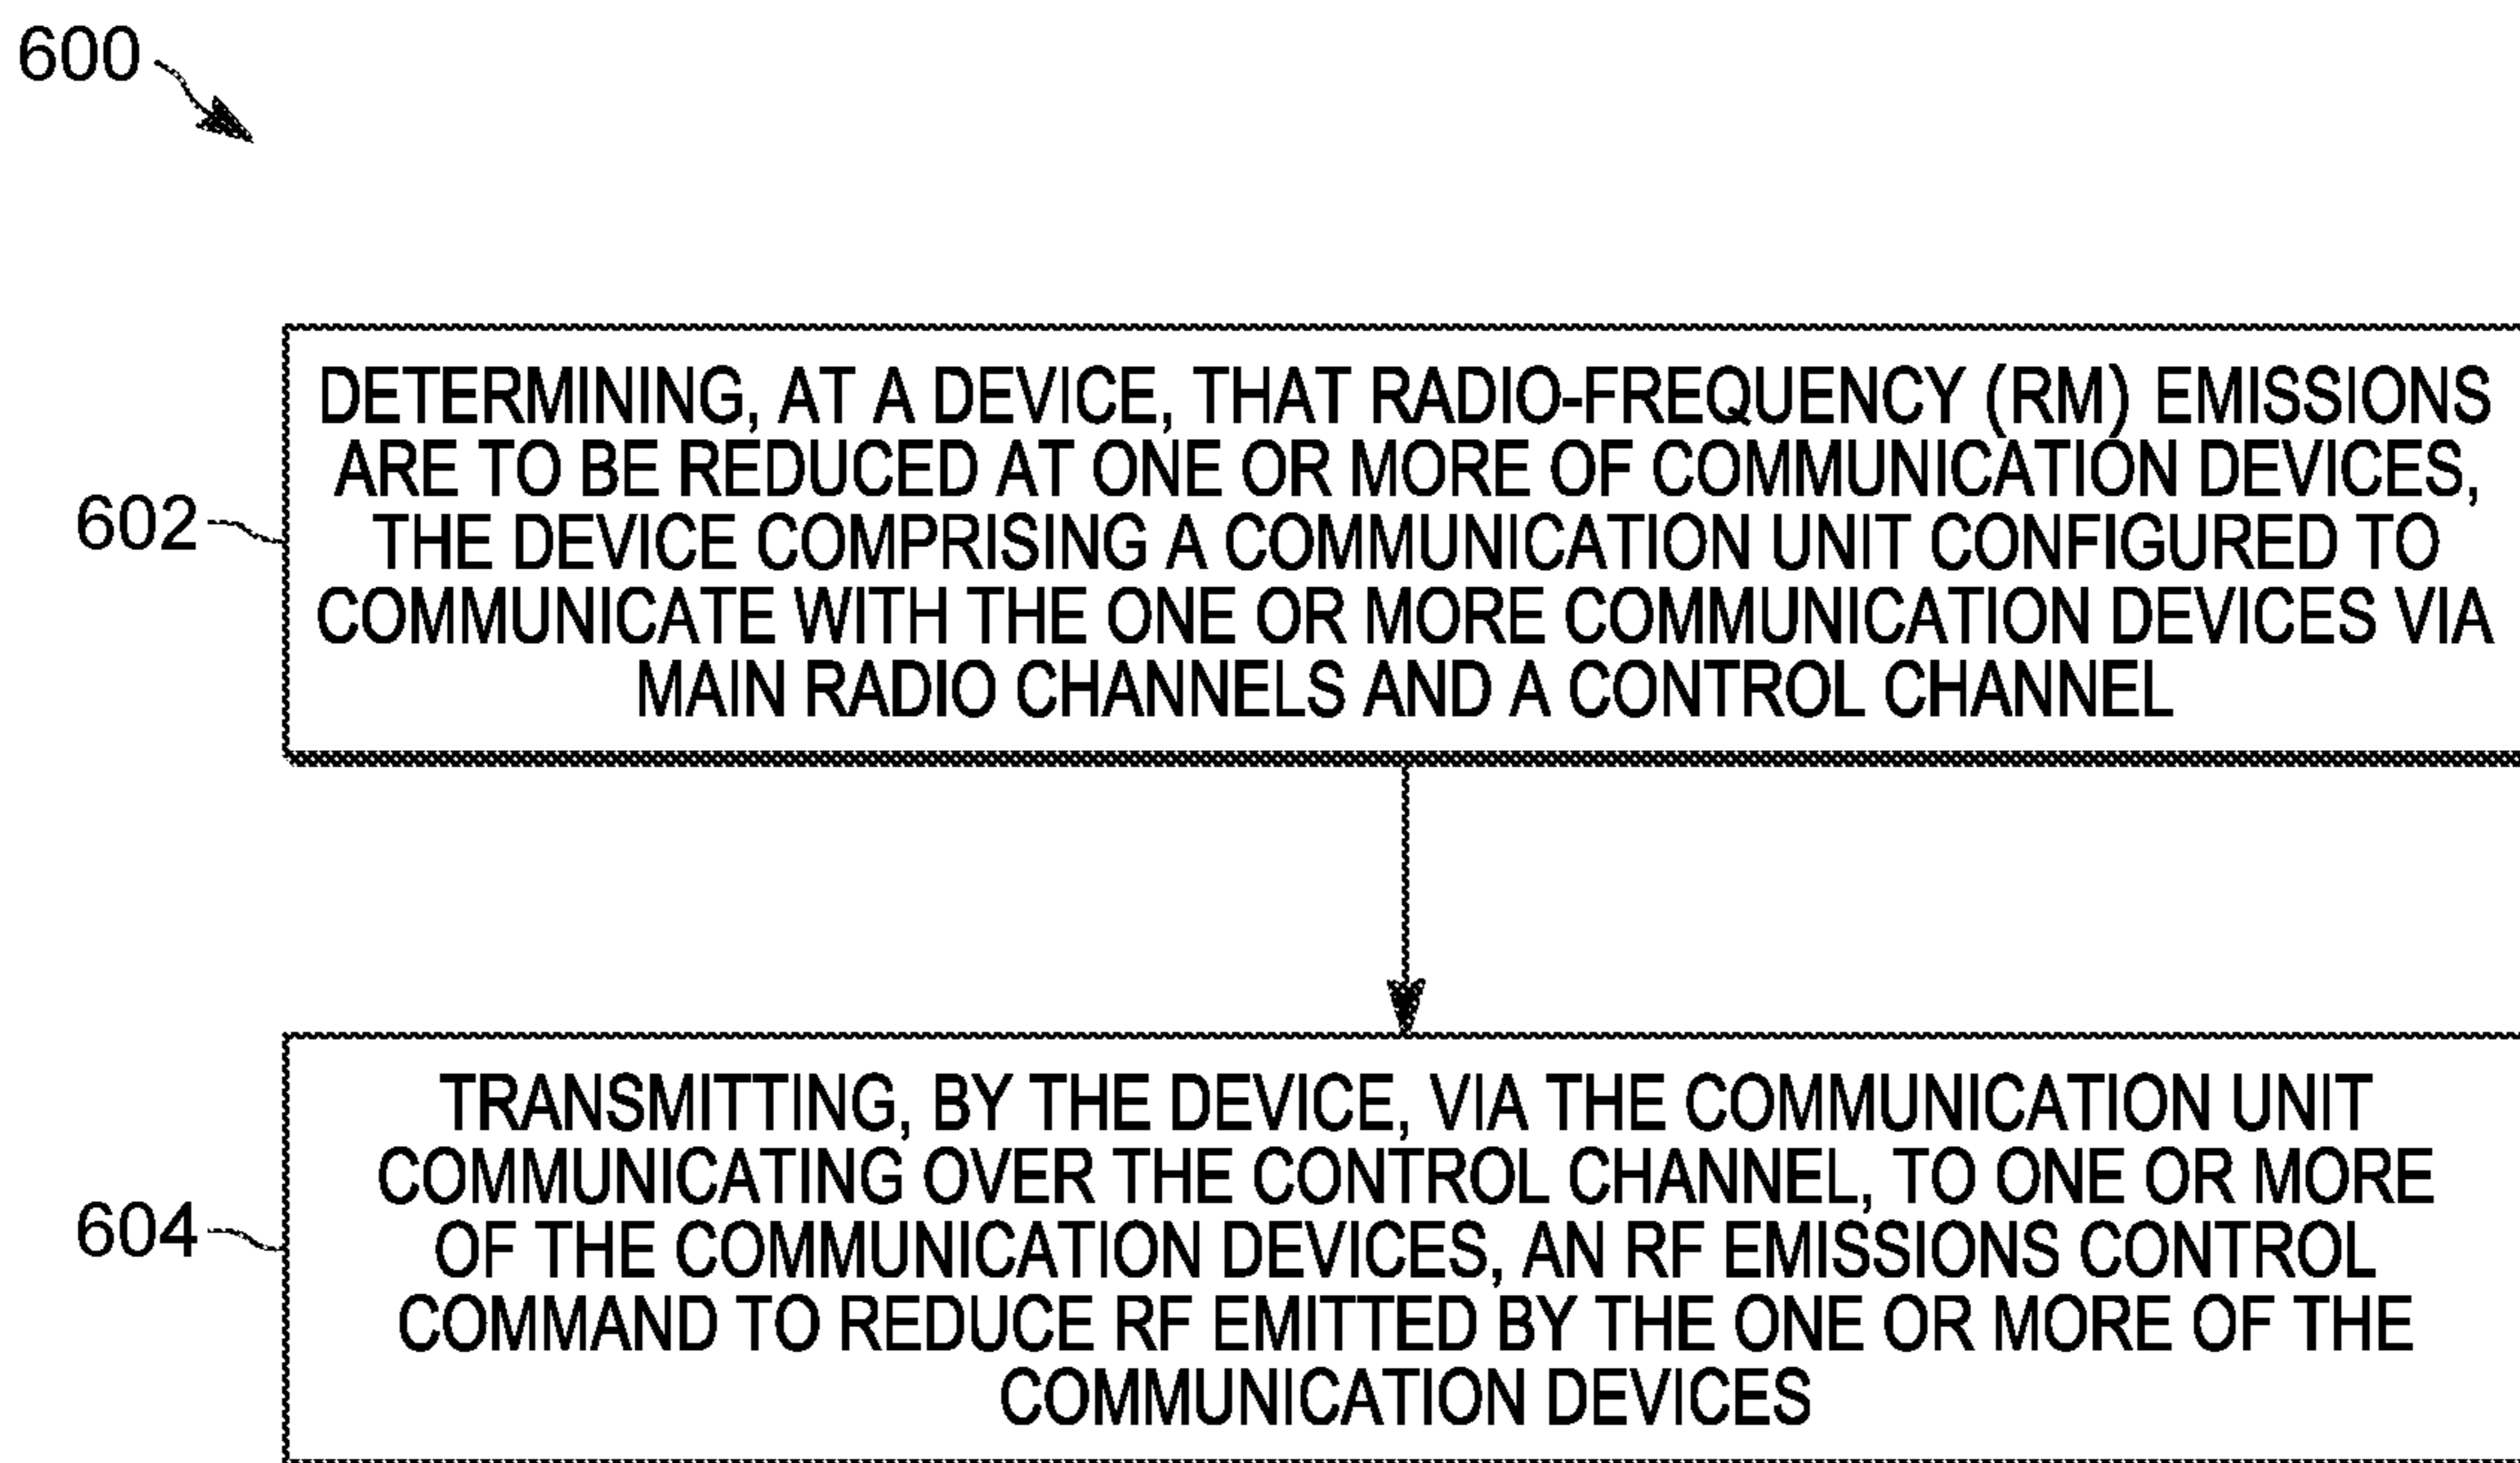 600
DETERMINING, AT A DEVICE, THAT RADIO-FREQUENCY (RM) EMISSIONS
ARE TO BE REDUCED AT ONE OR MORE OF COMMUNICATION DEVICES,
602
THE DEVICE COMPRISING A COMMUNICATION UNIT CONFIGURED TO
COMMUNICATE WITH THE ONE OR MORE COMMUNICATION DEVICES VIA
MAIN RADIO CHANNELS AND A CONTROL CHANNEL
TRANSMITTING, BY THE DEVICE, VIA THE COMMUNICATION UNIT
COMMUNICATING OVER THE CONTROL CHANNEL, TO ONE OR MORE
604
OF THE COMMUNICATION DEVICES, AN RF EMISSIONS CONTROL
COMMAND TO REDUCE RF EMITTED BY THE ONE OR MORE OF THE
COMMUNICATION DEVICES